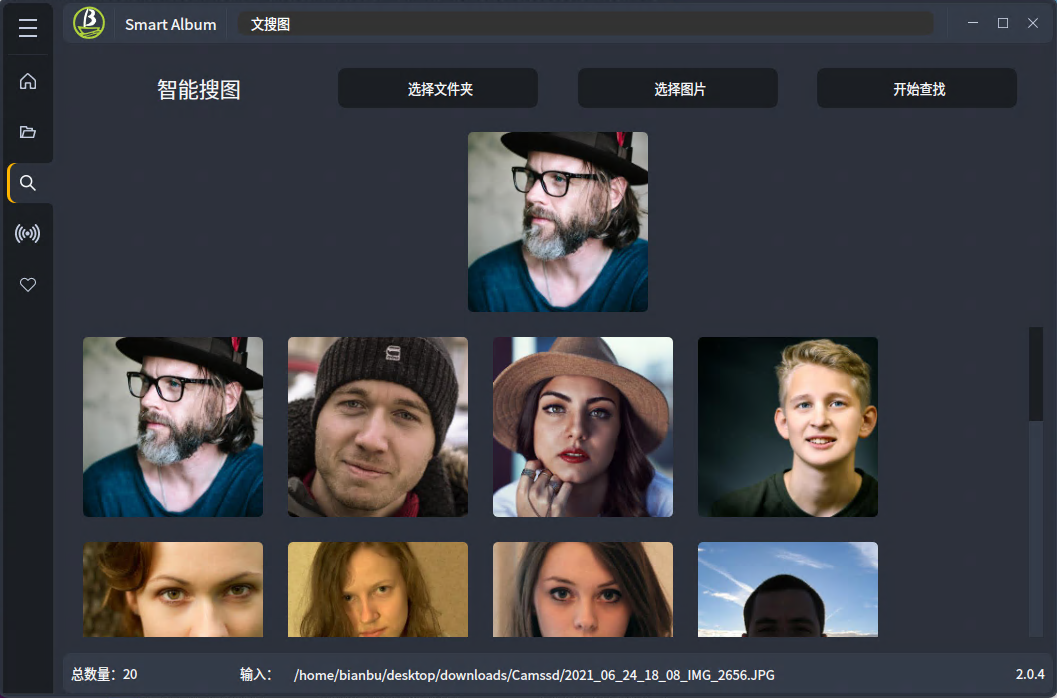 Smart Album
文搜图
智能搜图
选择文件夹
选择图片
开始查找
总数量：20
输入：
/home/bianbu/desktop/downloads/Camssd/2021_06_24_18_08_IMG_2656.JPG
2.0.4